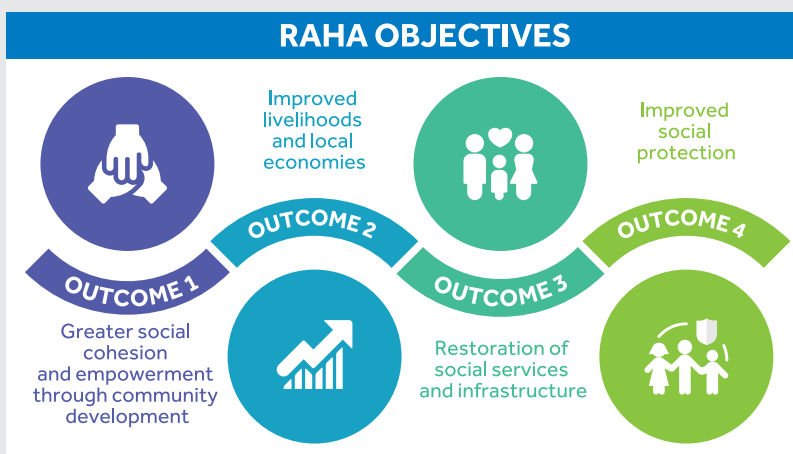 RAHA OBJECTIVES
OUTCOME 1
Greater social
cohesion
and empowerment
through community
development
Improved
livelihoods
and local
economies
OUTCOME 2
OUTCOME 3
Restoration of
social services
and infrastructure
Improved
social
protection
OUTCOME 4